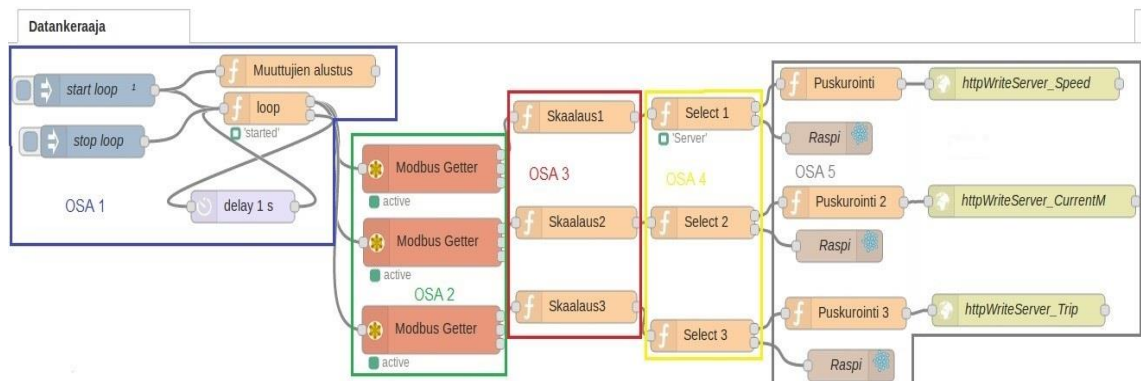 Datankeraaja
start loop ¹
Muuttujien alustus
loop
'started'
stop loop
OSA 1
delay 1 s
Modbus Getter
active
Modbus Getter
active
OSA 2
Modbus Getter
active
Skaalaus1
OSA 3
Skaalaus2
Skaalaus3
Select 1
'Server'
OSA 4
Select 2
Select 3
Puskurointi
httpWriteServer_Speed
Raspi
OSA 5
Puskurointi 2
httpWriteServer_CurrentM
Raspi
Puskurointi 3
httpWriteServer_Trip
Raspi